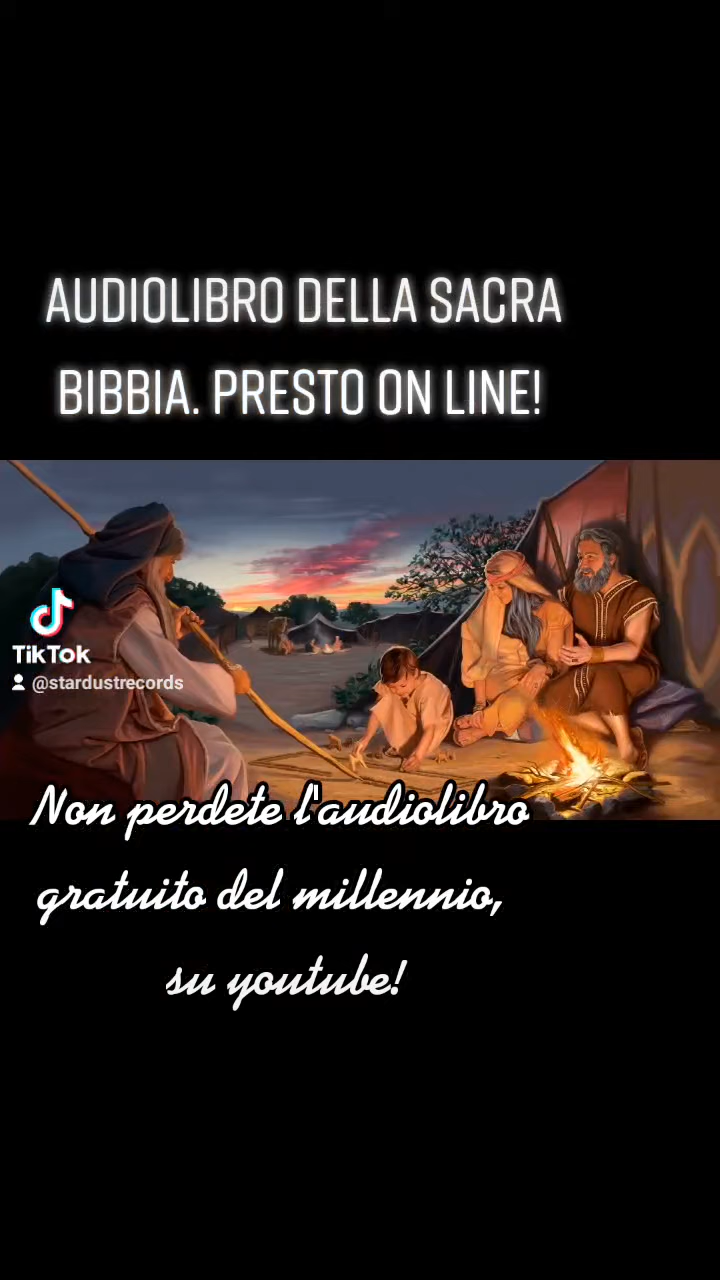 AUDIOLIBRO DELLA SACRA
BIBBIA. PRESTO ON LINE!
TikTok
@stardustrecords
Non perdete l'audiolibro
gratuito del millennio,
su youtube!